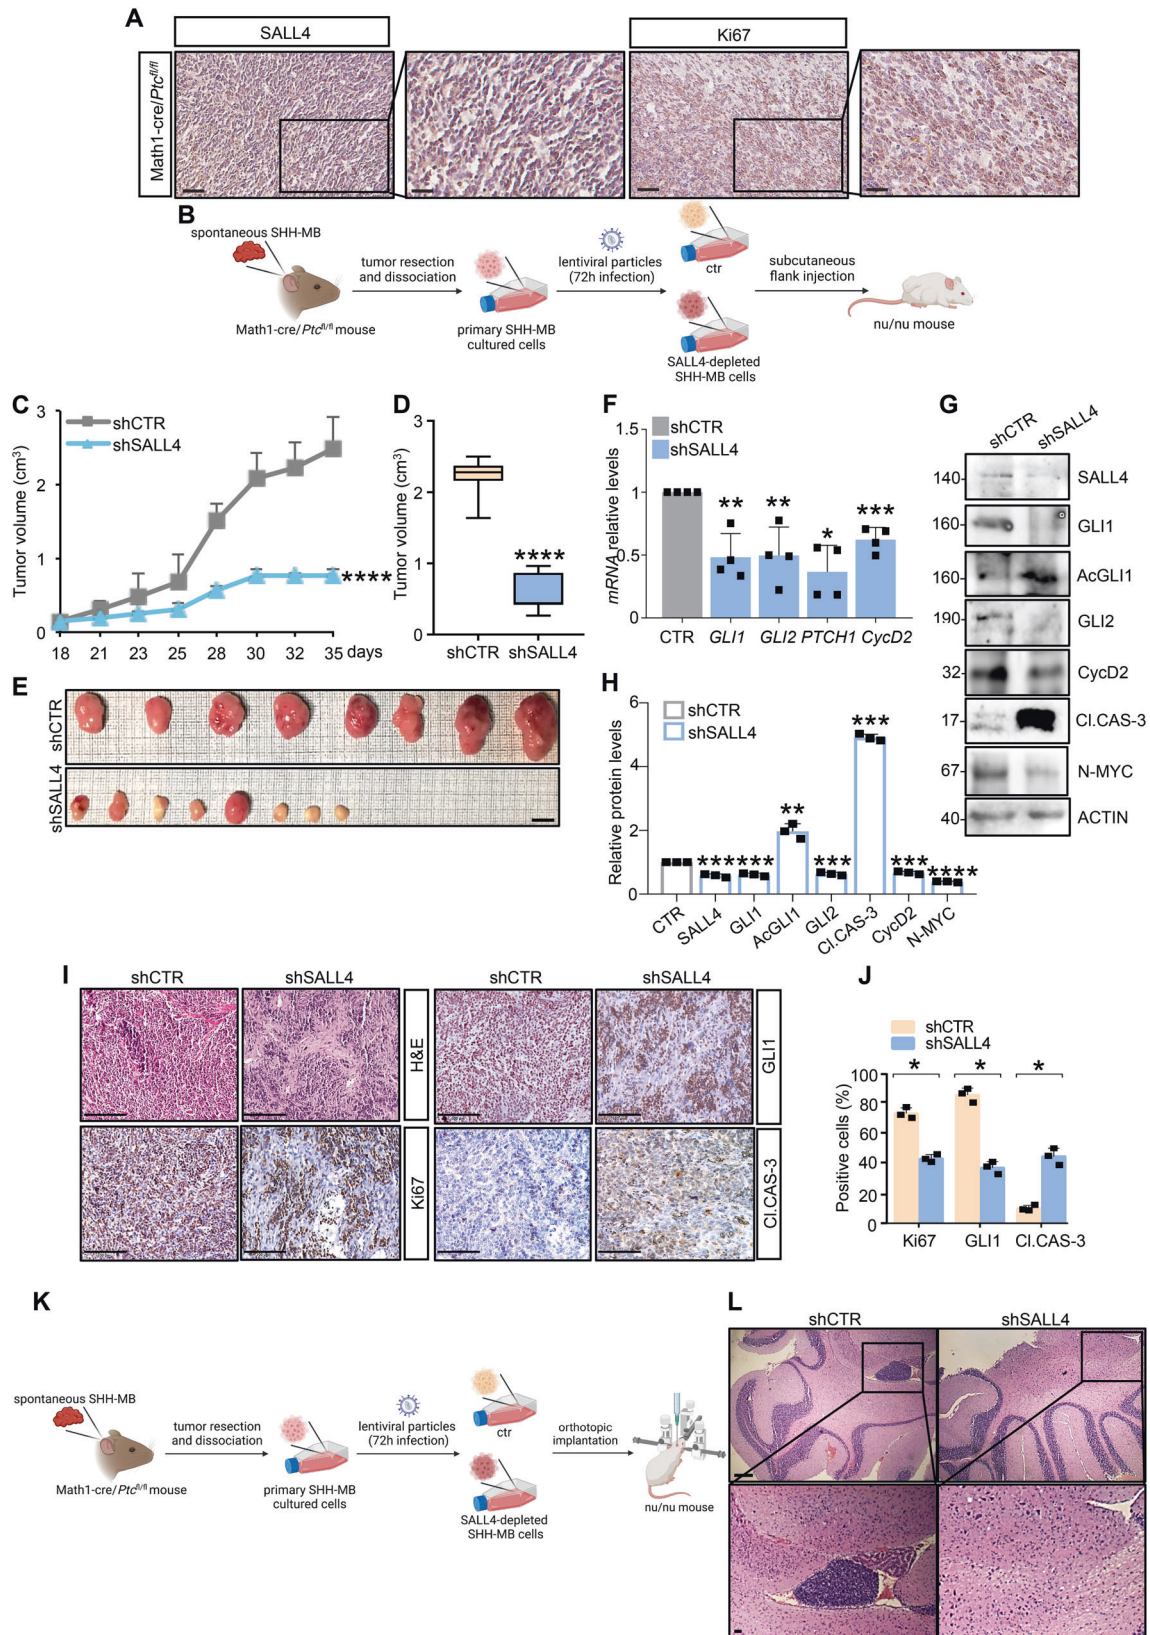 A
SALL4
Ki67
Math1-cre/Ptc^fl/fl
B
spontaneous SHH-MB
Math1-cre/Ptc^fl/fl mouse
tumor resection
and dissociation
primary SHH-MB
cultured cells
lentiviral particles
(72h infection)
ctr
SALL4-depleted
SHH-MB cells
subcutaneous
flank injection
nu/nu mouse
C
Tumor volume (cm³)
3
2
1
0
shCTR
shSALL4
****
18 21 23 25 28 30 32 35 days
D
Tumor volume (cm³)
3
2
1
0
****
shCTR shSALL4
E
shCTR
shSALL4
F
shCTR
shSALL4
mRNA relative levels
1.5
1
0.5
0
** ** * ***
CTR GLI1 GLI2 PTCH1 CycD2
G
shCTR shSALL4
140 SALL4
160 GLI1
160 AcGLI1
190 GLI2
32 CycD2
17 Cl.CAS-3
67 N-MYC
40 ACTIN
H
shCTR
shSALL4
Relative protein levels
6
4
2
0
*** *** ** *** *** *** ****
CTR SALL4 GLI1 AcGLI1 GLI2 Cl.CAS-3 CycD2 N-MYC
I
shCTR shSALL4 shCTR shSALL4
H&E
GLI1
Ki67
Cl.CAS-3
J
shCTR
shSALL4
Positive cells (%)
100
80
60
40
20
0
* * *
Ki67 GLI1 Cl.CAS-3
K
spontaneous SHH-MB
Math1-cre/Ptc^fl/fl mouse
tumor resection
and dissociation
primary SHH-MB
cultured cells
lentiviral particles
(72h infection)
ctr
SALL4-depleted
SHH-MB cells
orthotopic
implantation
nu/nu mouse
L
shCTR shSALL4